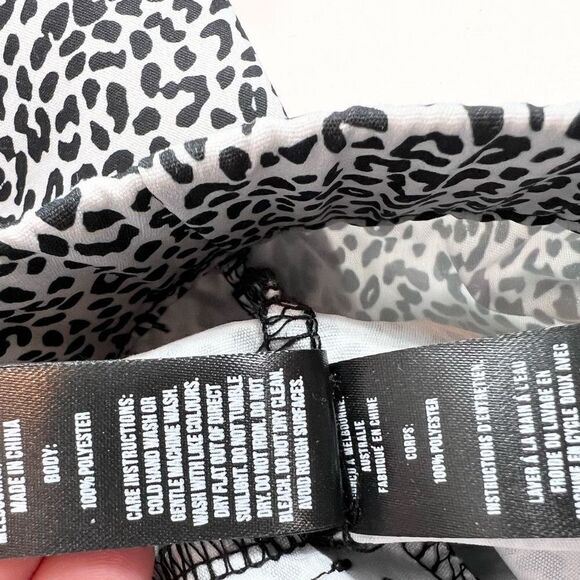 MADE IN CHINA
BODY:
100% POLYESTER
CARE INSTRUCTIONS:
COLD HAND WASH OR
GENTLE MACHINE WASH.
WASH WITH LIKE COLOURS.
DRY FLAT OUT OF DIRECT
SUNLIGHT. DO NOT TUMBLE
DRY. DO NOT IRON. DO NOT
BLEACH. DO NOT DRY CLEAN.
AVOID ROUGH SURFACES.
À MELBOURNE,
AUSTRALIE
FABRIQUÉ EN CHINE
CORPS:
100% POLYESTER
INSTRUCTIONS D'ENTRETIEN:
LAVER À LA MAIN À L'EAU
FROIDE OU LAVAGE EN
EN CYCLE DOUX AVEC